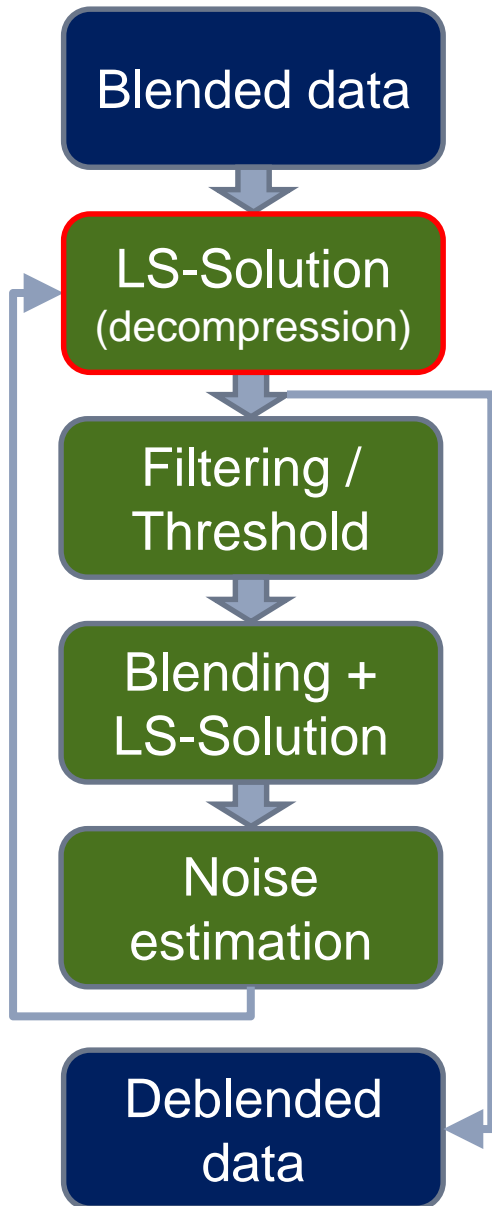 Blended data
LS-Solution
(decompression)
Filtering /
Threshold
Blending +
LS-Solution
Noise
estimation
Deblended
data